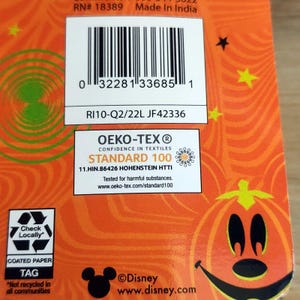 RN# 18389 Made in India
0 32281 33685 1
RI10-Q2/22L JF42336
OEKO-TEX®
CONFIDENCE IN TEXTILES
STANDARD 100
11.HIN.86426 HOHENSTEIN HTTI
Tested for harmful substances.
www.oeko-tex.com/standard100
Check
Locally*
COATED PAPER
TAG
*Not recycled in
all communities
©Disney
www.disney.com